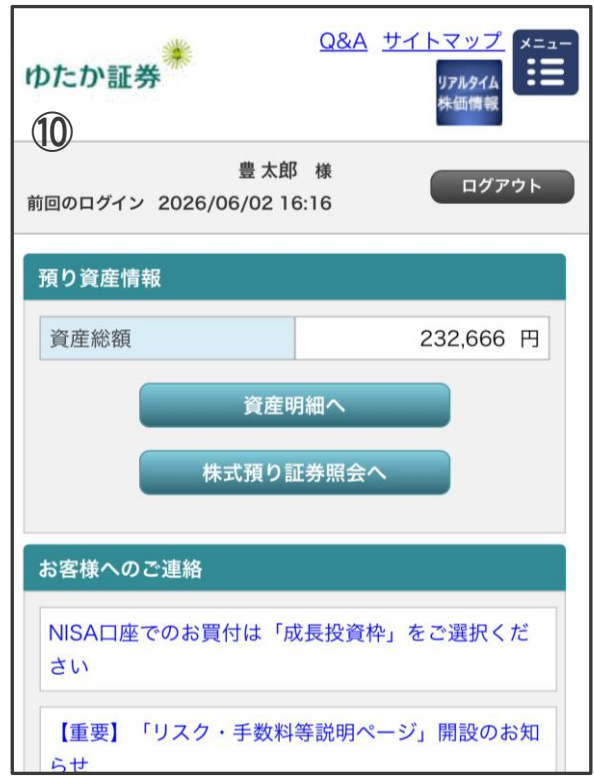 Q&A サイトマップ メニュー
ゆたか証券
リアルタイム
株価情報
⑩
豊 太郎 様
前回のログイン 2026/06/02 16:16
ログアウト
預り資産情報
資産総額 232,666 円
資産明細へ
株式預り証券照会へ
お客様へのご連絡
NISA口座でのお買付は「成長投資枠」をご選択くだ
さい
【重要】「リスク・手数料等説明ページ」開設のお知
らせ